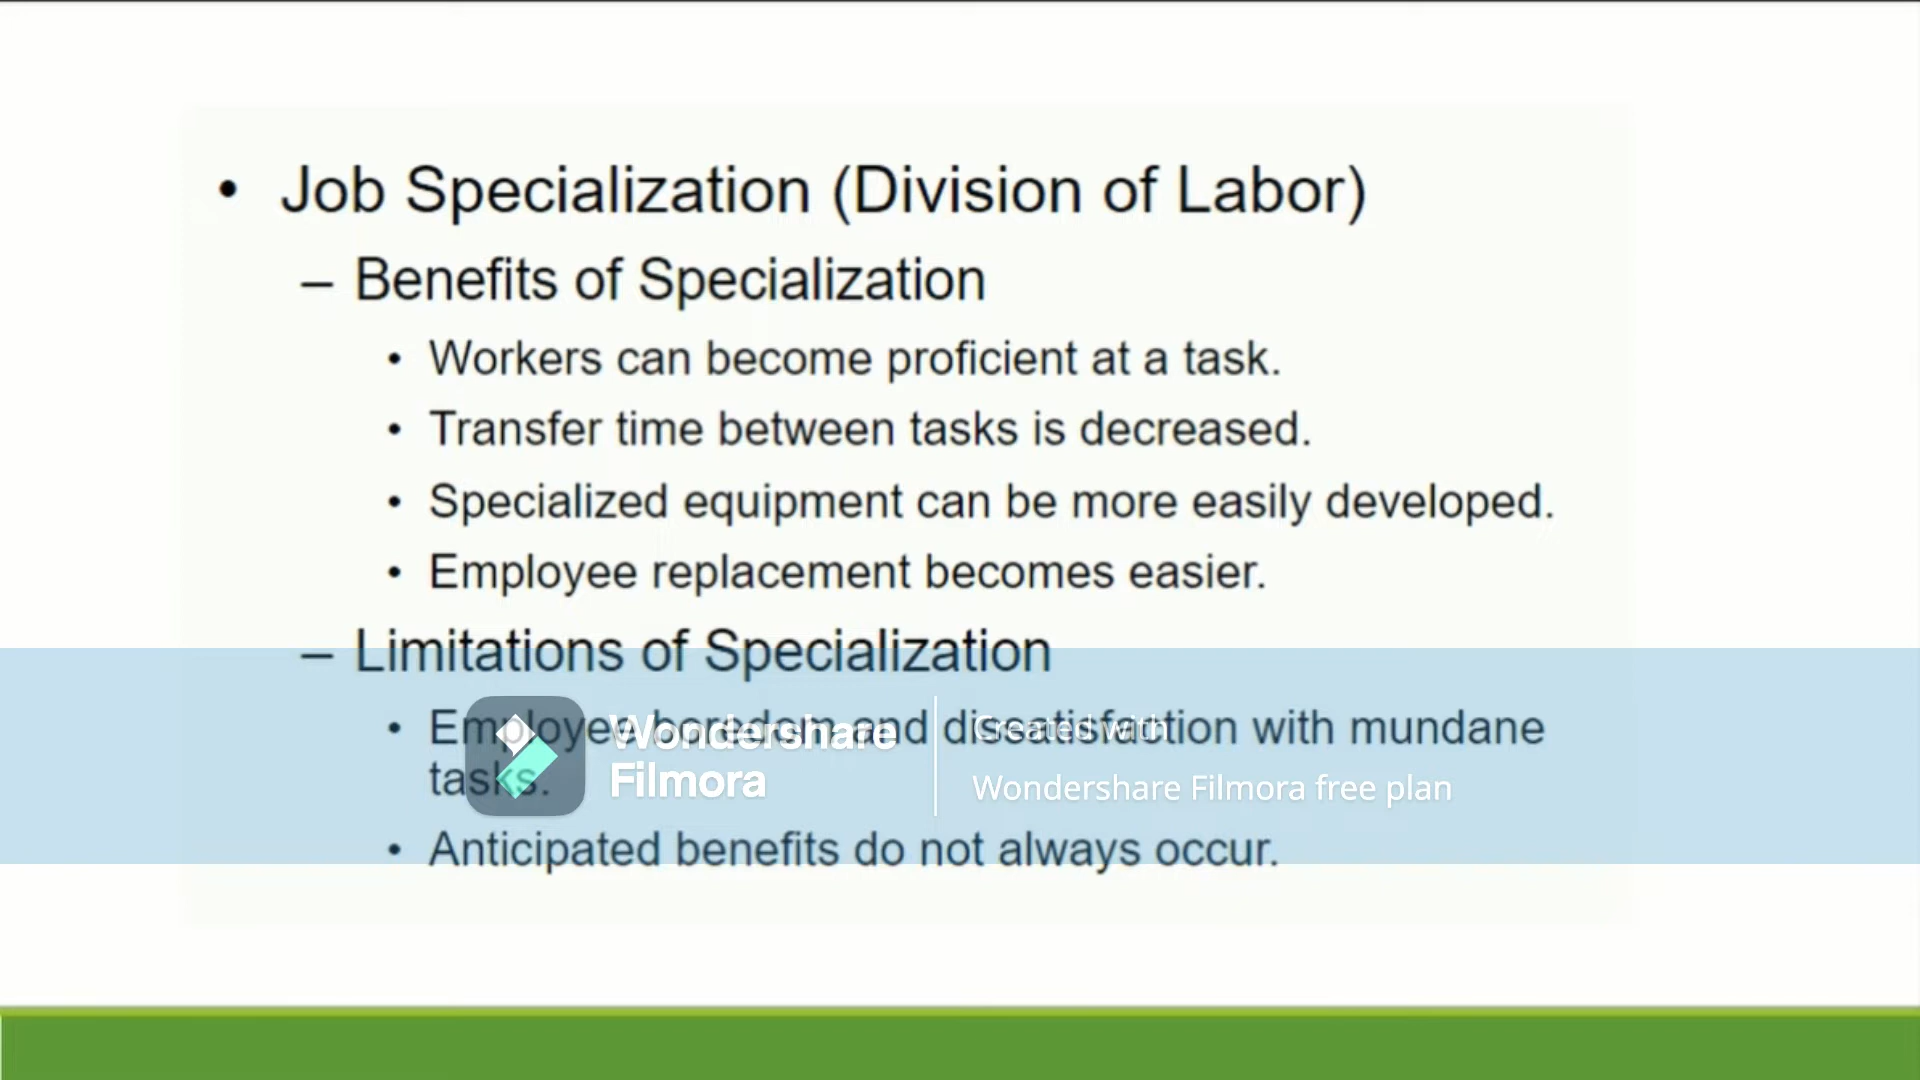 • Job Specialization (Division of Labor)
– Benefits of Specialization
• Workers can become proficient at a task.
• Transfer time between tasks is decreased.
• Specialized equipment can be more easily developed.
• Employee replacement becomes easier.
– Limitations of Specialization
• Employee boredom and dissatisfaction with mundane
tasks.
• Anticipated benefits do not always occur.
Wondershare
Filmora
Created with
Wondershare Filmora free plan